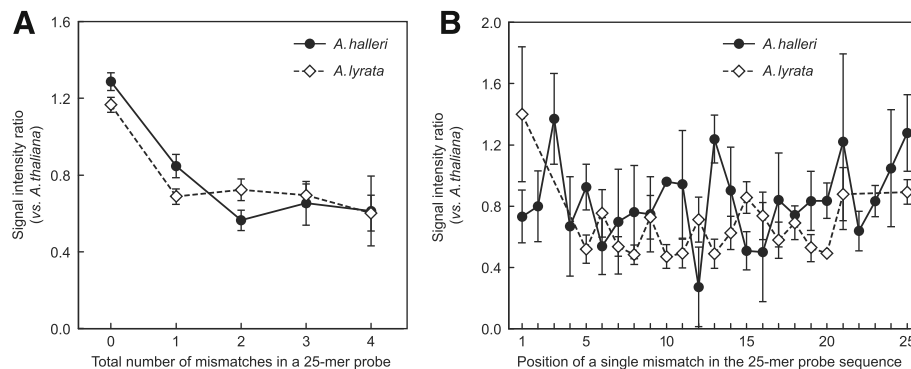 A
Signal intensity ratio
(vs. A. thaliana)
1.6
1.2
0.8
0.4
0.0
A. halleri
A. lyrata
0 1 2 3 4
Total number of mismatches in a 25-mer probe
B
Signal intensity ratio
(vs. A. thaliana)
2.0
1.6
1.2
0.8
0.4
0.0
A. halleri
A. lyrata
1 5 10 15 20 25
Position of a single mismatch in the 25-mer probe sequence